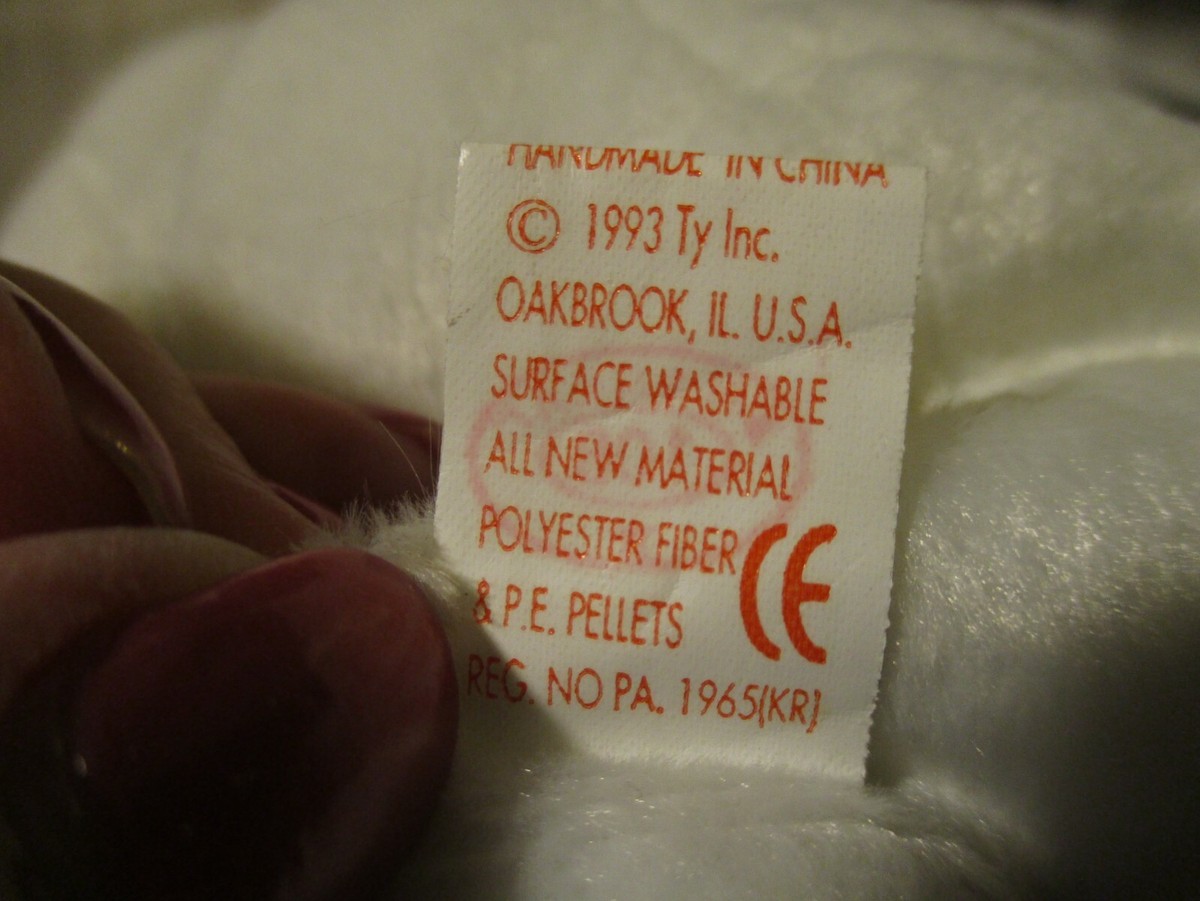 HANDMADE IN CHINA
© 1993 Ty Inc.
OAKBROOK, IL. U.S.A.
SURFACE WASHABLE
ALL NEW MATERIAL
POLYESTER FIBER
& P.E. PELLETS CE
REG. NO PA. 1965(KR)